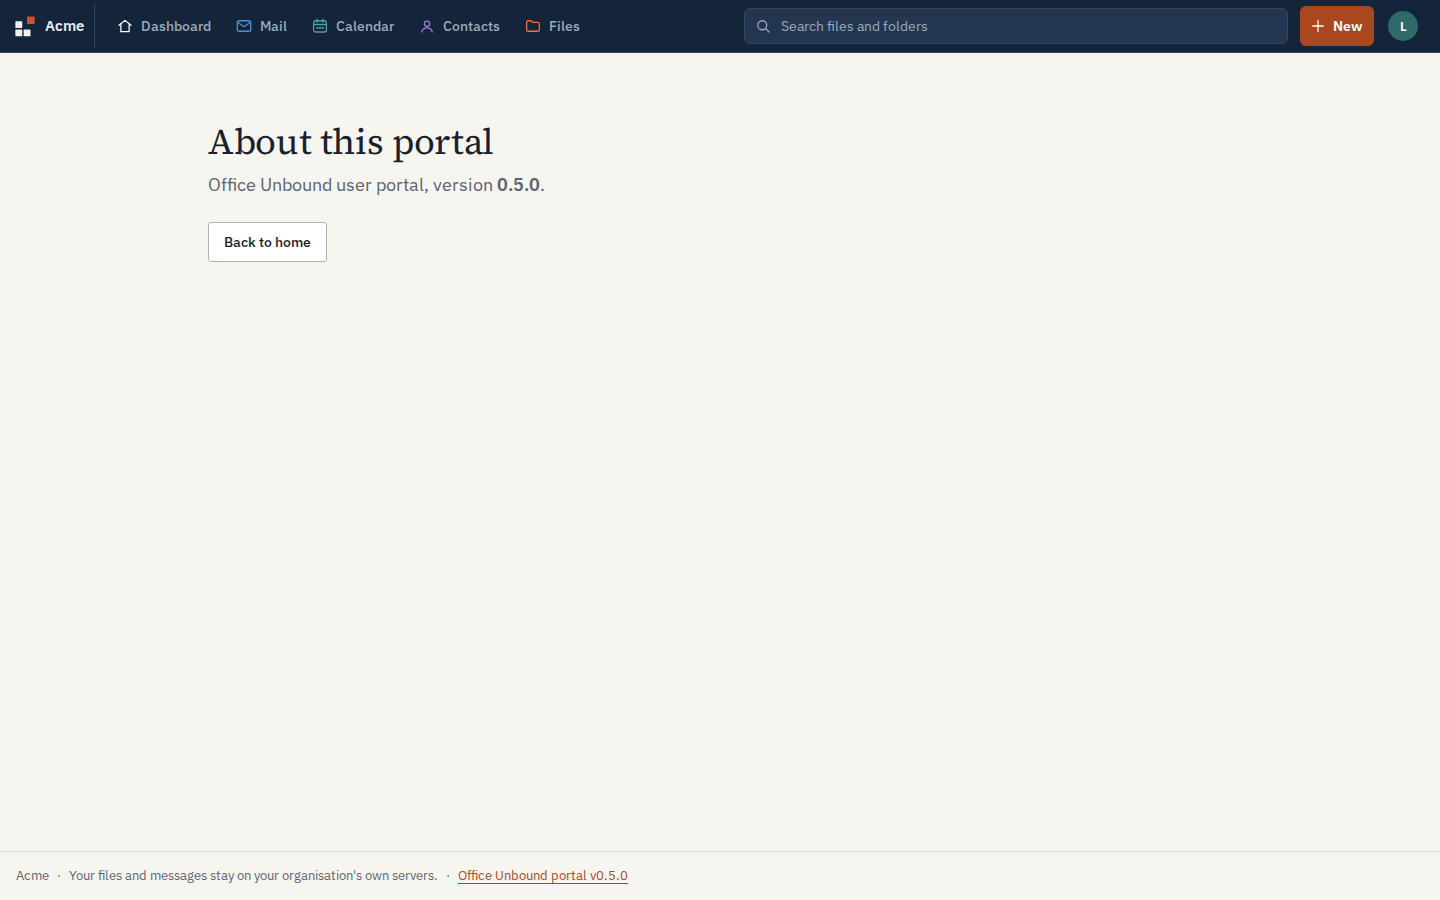 Acme
Dashboard
Mail
Calendar
Contacts
Files
Search files and folders
New
L
About this portal
Office Unbound user portal, version 0.5.0.
Back to home
Acme · Your files and messages stay on your organisation's own servers. · Office Unbound portal v0.5.0